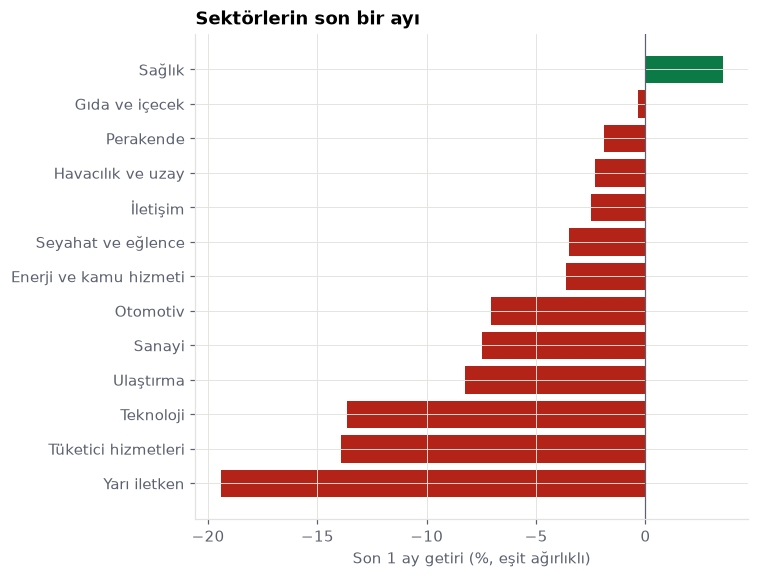 Sektörlerin son bir ayı
Sağlık
Gıda ve içecek
Perakende
Havacılık ve uzay
İletişim
Seyahat ve eğlence
Enerji ve kamu hizmeti
Otomotiv
Sanayi
Ulaştırma
Teknoloji
Tüketici hizmetleri
Yarı iletken
−20 −15 −10 −5 0
Son 1 ay getiri (%, eşit ağırlıklı)